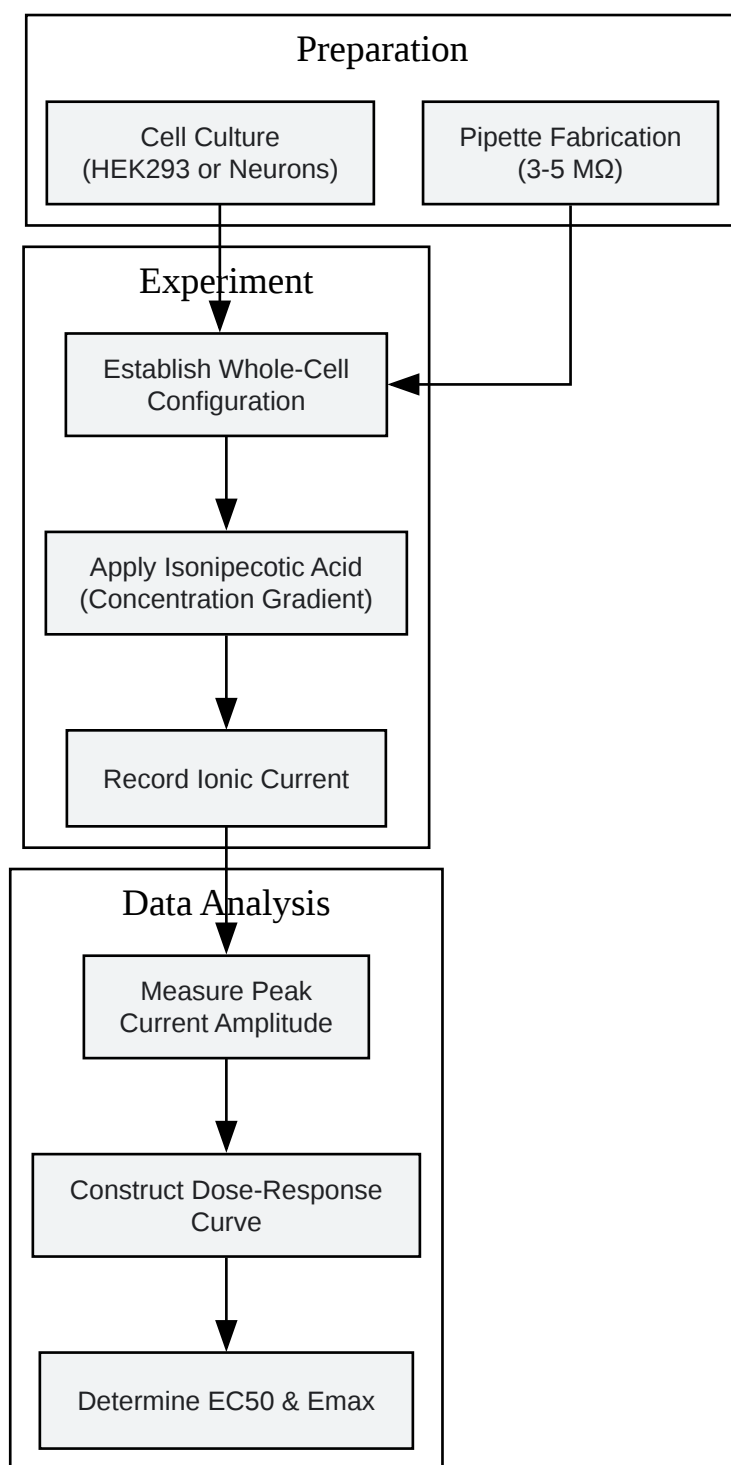 Preparation
Cell Culture
(HEK293 or Neurons)
Pipette Fabrication
(3-5 MΩ)
Experiment
Establish Whole-Cell
Configuration
Apply Isonipecotic Acid
(Concentration Gradient)
Record Ionic Current
Data Analysis
Measure Peak
Current Amplitude
Construct Dose-Response
Curve
Determine EC50 & Emax